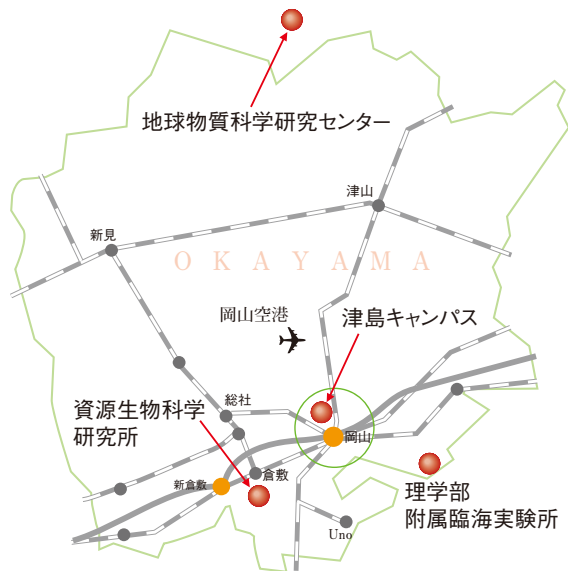 地球物質科学研究センター
津山
新見
OKAYAMA
岡山空港
津島キャンパス
資源生物科学
研究所
総社
岡山
倉敷
新倉敷
理学部
附属臨海実験所
Uno